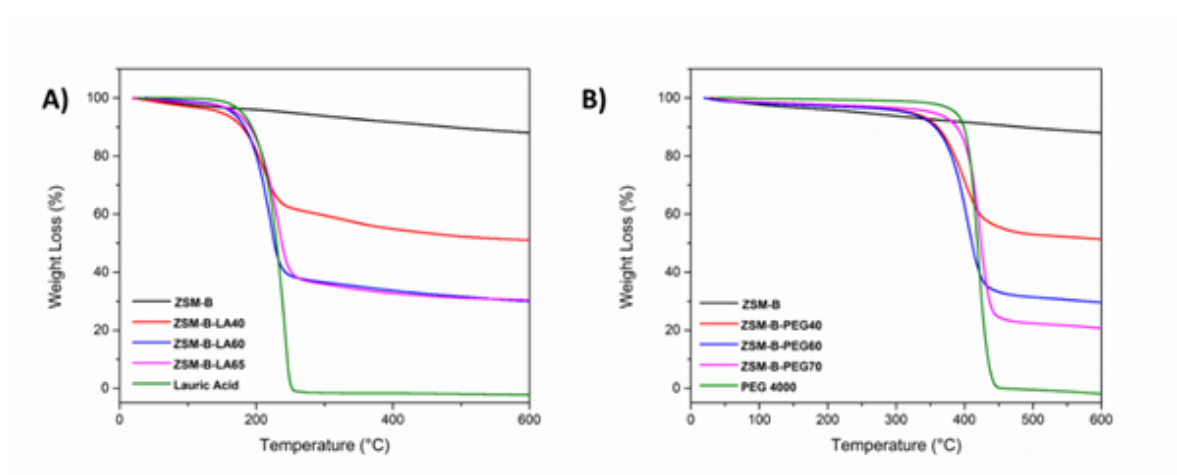 A)
Weight Loss (%)
100
80
60
40
20
0
ZSM-B
ZSM-B-LA40
ZSM-B-LA60
ZSM-B-LA65
Lauric Acid
0 200 400 600
Temperature (°C)
B)
Weight Loss (%)
100
80
60
40
20
0
ZSM-B
ZSM-B-PEG40
ZSM-B-PEG60
ZSM-B-PEG70
PEG 4000
0 100 200 300 400 500 600
Temperature (°C)